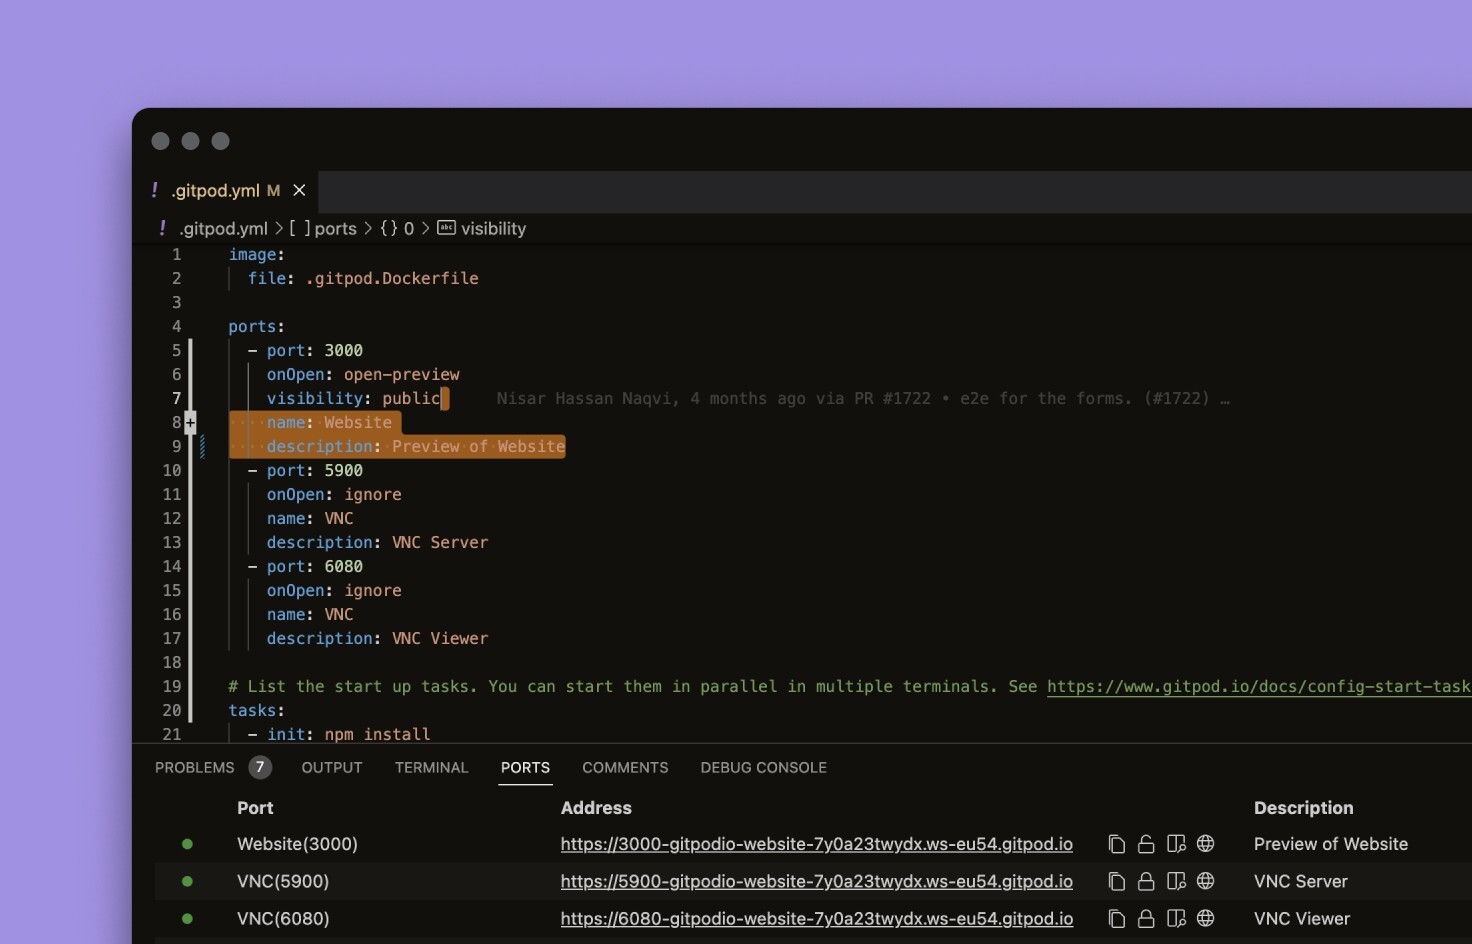 ! .gitpod.yml M ×
! .gitpod.yml > [ ] ports > {} 0 > abc visibility
1 image:
2 file: .gitpod.Dockerfile
3
4 ports:
5 - port: 3000
6 onOpen: open-preview
7 visibility: public Nisar Hassan Naqvi, 4 months ago via PR #1722 • e2e for the forms. (#1722) …
8 + ····name:·Website
9 ····description:·Preview·of·Website
10 - port: 5900
11 onOpen: ignore
12 name: VNC
13 description: VNC Server
14 - port: 6080
15 onOpen: ignore
16 name: VNC
17 description: VNC Viewer
18
19 # List the start up tasks. You can start them in parallel in multiple terminals. See https://www.gitpod.io/docs/config-start-task
20 tasks:
21 - init: npm install
PROBLEMS 7 OUTPUT TERMINAL PORTS COMMENTS DEBUG CONSOLE
Port Address Description
Website(3000) https://3000-gitpodio-website-7y0a23twydx.ws-eu54.gitpod.io Preview of Website
VNC(5900) https://5900-gitpodio-website-7y0a23twydx.ws-eu54.gitpod.io VNC Server
VNC(6080) https://6080-gitpodio-website-7y0a23twydx.ws-eu54.gitpod.io VNC Viewer